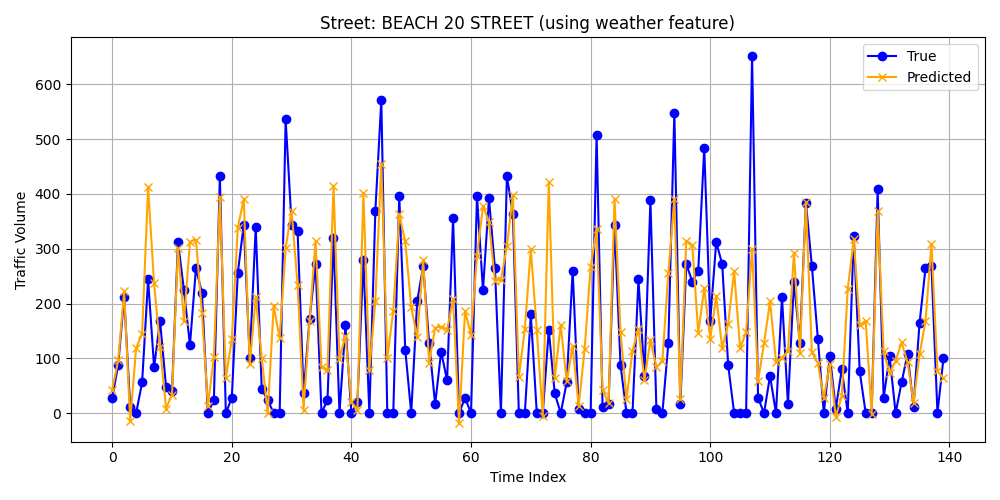 Street: BEACH 20 STREET (using weather feature)
True
Predicted
Traffic Volume
600
500
400
300
200
100
0
0 20 40 60 80 100 120 140
Time Index